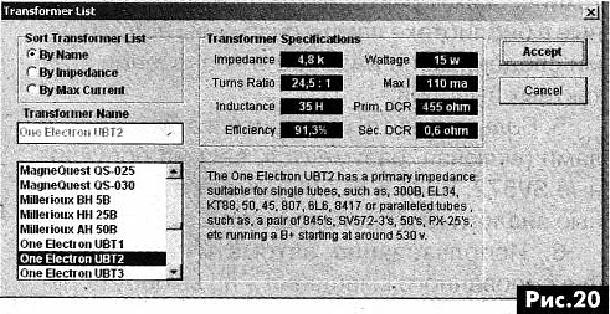 Transformer List
Sort Transformer List
By Name
By Impedance
By Max Current
Transformer Name
One Electron UBT2
MagneQuest QS-025
MagneQuest QS-030
Millerioux BH 5B
Millerioux HH 25B
Millerioux AH 50B
One Electron UBT1
One Electron UBT2
One Electron UBT3
Transformer Specifications
Impedance 4,8 k Wattage 15 w
Turns Ratio 24,5 : 1 Max I 110 ma
Inductance 35 H Prim. DCR 455 ohm
Efficiency 91,3% Sec. DCR 0,6 ohm
The One Electron UBT2 has a primary impedance
suitable for single tubes, such as, 300B, EL34,
KT88, 50, 45, 807, 6L6, 8417 or paralleled tubes,
such as, a pair of 845's, SV572-3's, 50's, PX-25's,
etc running a B+ starting at around 530 v.
Accept
Cancel
Рис.20